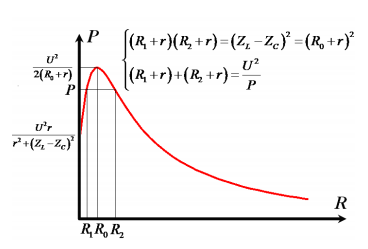 P
U²/2(R₀+r)
(R₁+r)(R₂+r)=(Z_L−Z_C)²=(R₀+r)²
(R₁+r)+(R₂+r)=U²/P
P
U²r/r²+(Z_L−Z_C)²
R
R₁ R₀ R₂